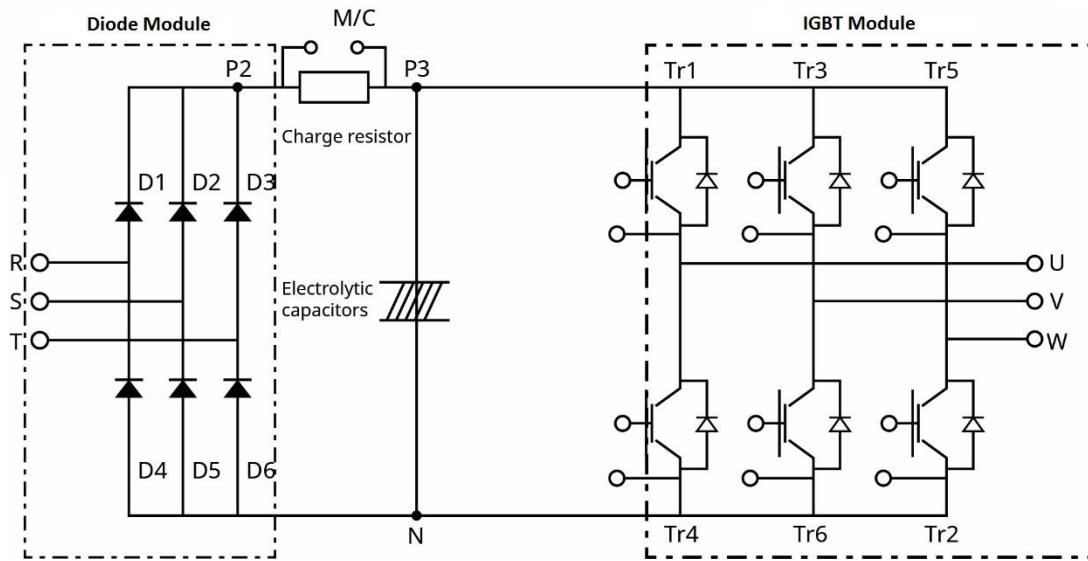 Diode Module
M/C
IGBT Module
P2
P3
Tr1
Tr3
Tr5
Charge resistor
D1
D2
D3
R
S
T
Electrolytic
capacitors
U
V
W
D4
D5
D6
N
Tr4
Tr6
Tr2